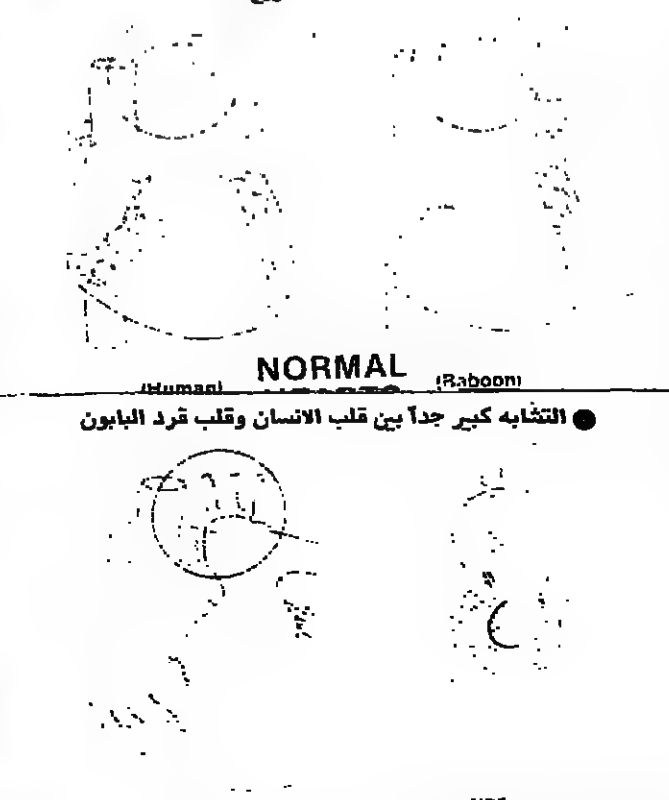 NORMAL
(Human)
(Baboon)
● التشابه كبير جداً بين قلب الانسان وقلب قرد البابون